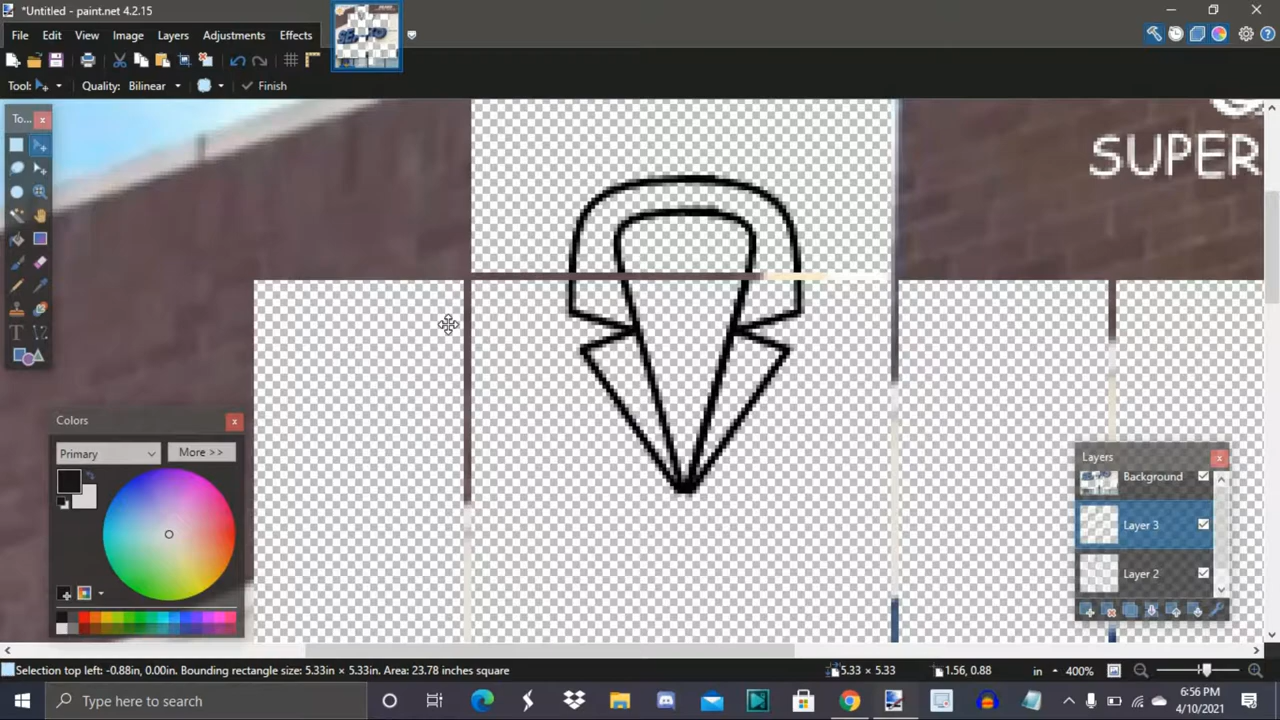 *Untitled - paint.net 4.2.15
File Edit View Image Layers Adjustments Effects
Tool: Quality: Bilinear Finish
To...
SUPER
Colors
Primary More >>
Layers
Background
Layer 3
Layer 2
Selection top left: -0.88in, 0.00in. Bounding rectangle size: 5.33in × 5.33in. Area: 23.78 inches square 5.33 × 5.33 1.56, 0.88 in 400%
Type here to search
6:56 PM
4/10/2021